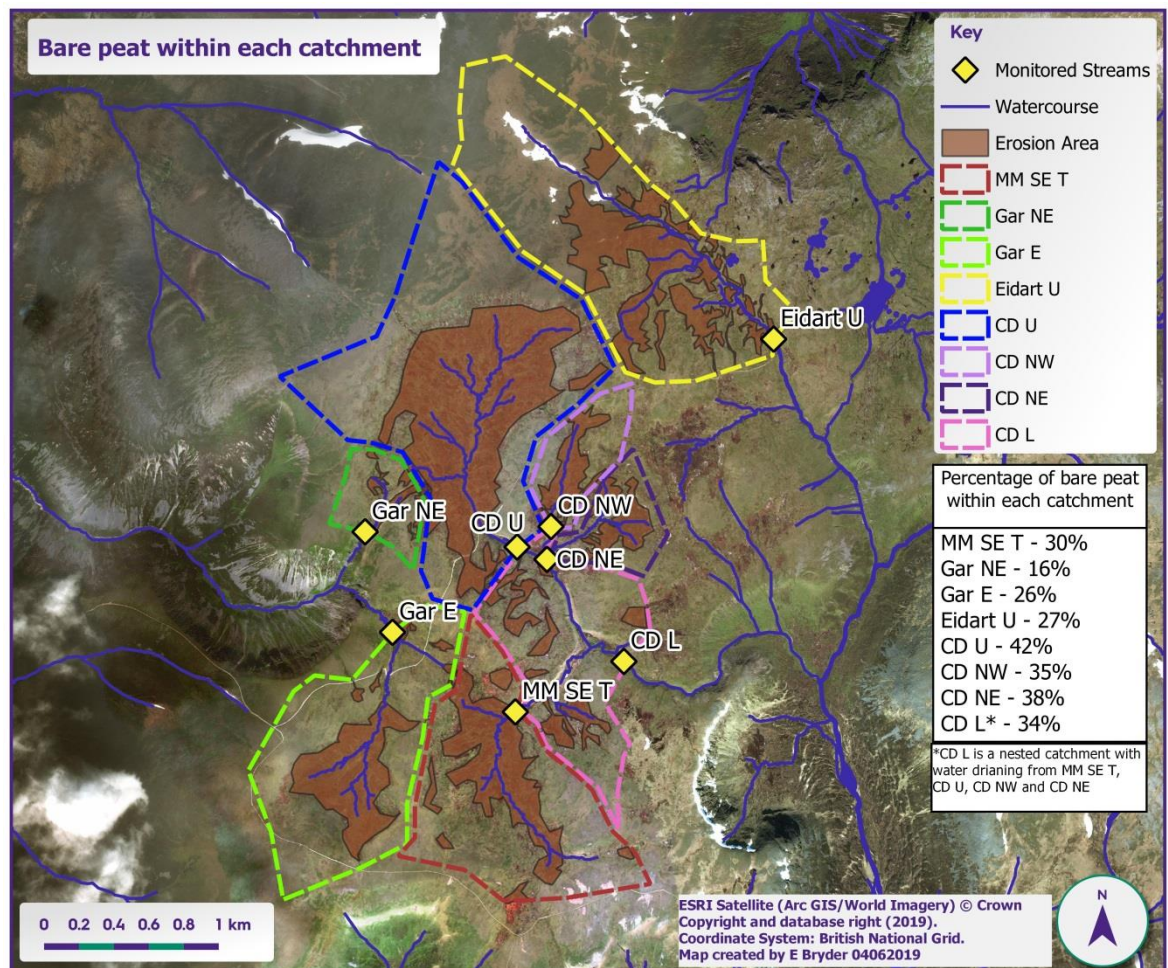 Bare peat within each catchment
Key
Monitored Streams
Watercourse
Erosion Area
MM SE T
Gar NE
Gar E
Eidart U
CD U
CD NW
CD NE
CD L
Percentage of bare peat
within each catchment
MM SE T - 30%
Gar NE - 16%
Gar E - 26%
Eidart U - 27%
CD U - 42%
CD NW - 35%
CD NE - 38%
CD L* - 34%
*CD L is a nested catchment with
water drianing from MM SE T,
CD U, CD NW and CD NE
Eidart U
CD NW
Gar NE
CD U
CD NE
Gar E
CD L
MM SE T
0 0.2 0.4 0.6 0.8 1 km
ESRI Satellite (Arc GIS/World Imagery) © Crown
Copyright and database right (2019).
Coordinate System: British National Grid.
Map created by E Bryder 04062019
N